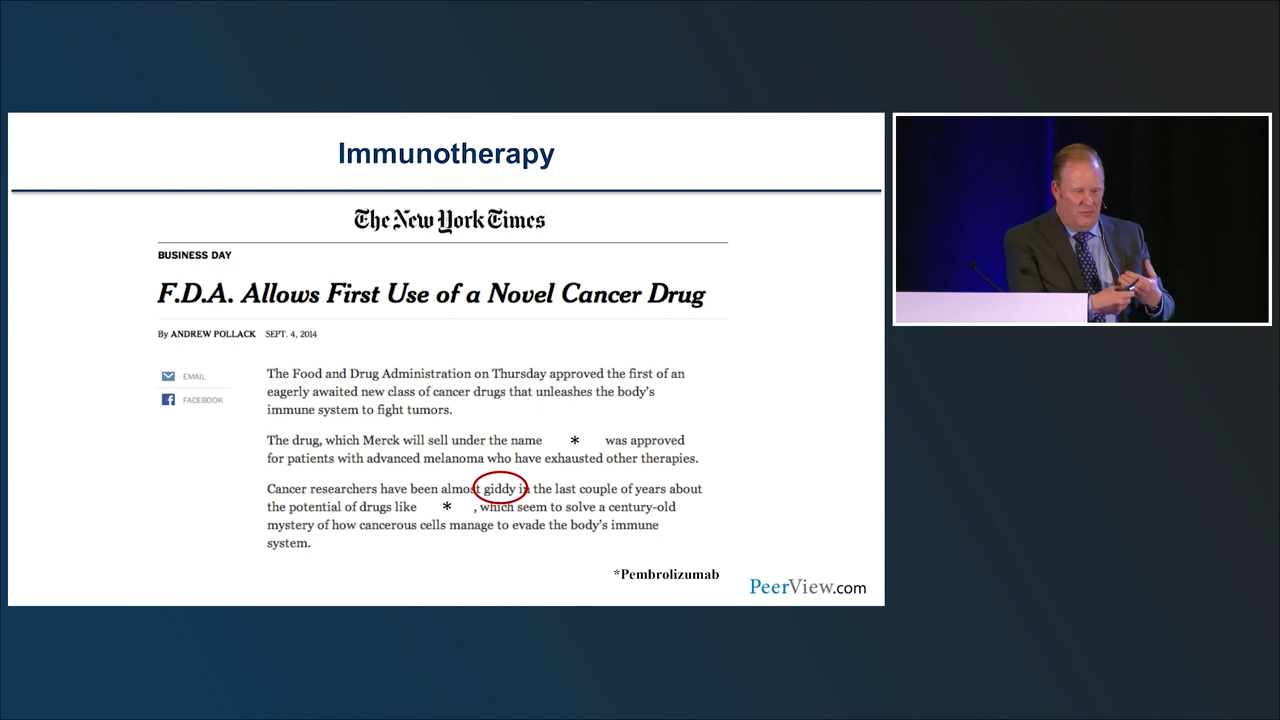 Immunotherapy
The New York Times
BUSINESS DAY
F.D.A. Allows First Use of a Novel Cancer Drug
By ANDREW POLLACK SEPT. 4, 2014
EMAIL
FACEBOOK
The Food and Drug Administration on Thursday approved the first of an
eagerly awaited new class of cancer drugs that unleashes the body's
immune system to fight tumors.
The drug, which Merck will sell under the name * was approved
for patients with advanced melanoma who have exhausted other therapies.
Cancer researchers have been almost giddy in the last couple of years about
the potential of drugs like * , which seem to solve a century-old
mystery of how cancerous cells manage to evade the body's immune
system.
*Pembrolizumab
PeerView.com